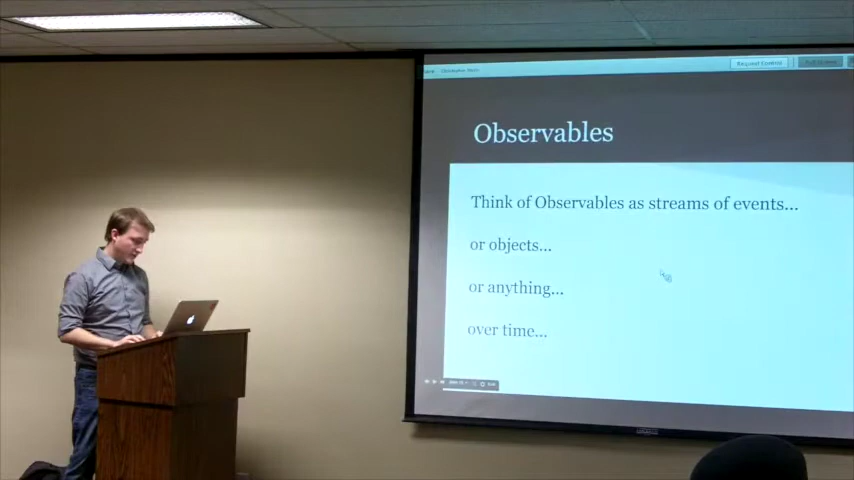 Request Control
Observables
Think of Observables as streams of events...
or objects...
or anything...
over time...